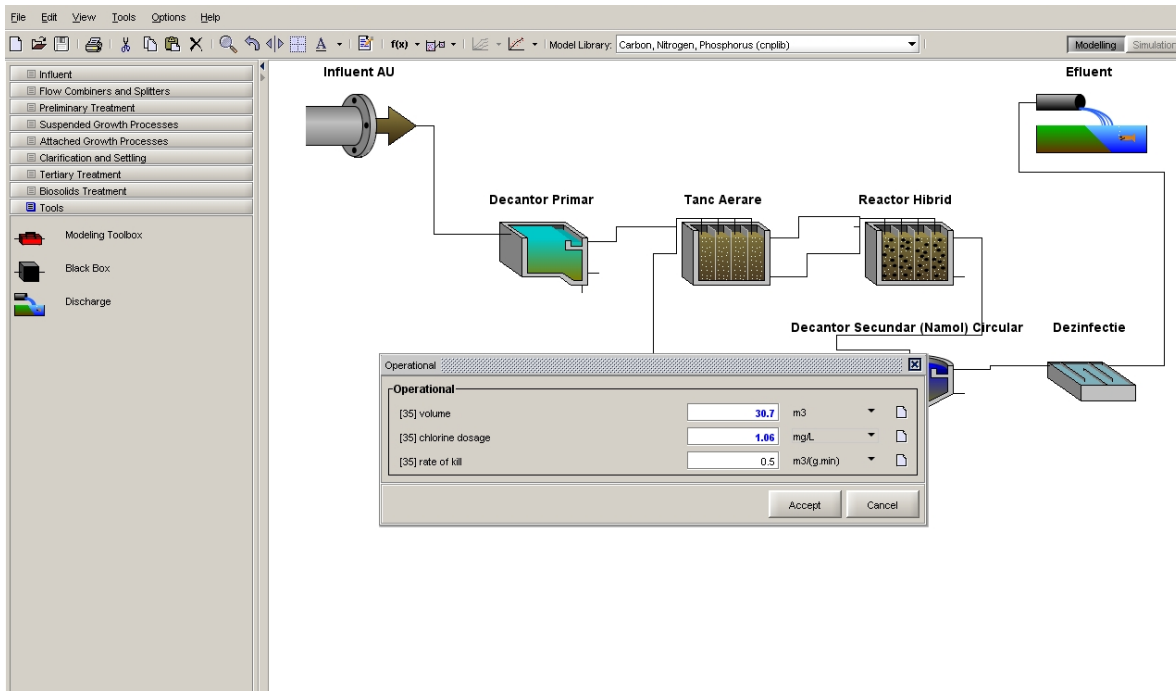 File Edit View Tools Options Help
A f(x) Model Library: Carbon, Nitrogen, Phosphorus (cnplib) Modelling Simulation
Influent
Flow Combiners and Splitters
Preliminary Treatment
Suspended Growth Processes
Attached Growth Processes
Clarification and Settling
Tertiary Treatment
Biosolids Treatment
Tools
Modeling Toolbox
Black Box
Discharge
Influent AU
Efluent
Decantor Primar
Tanc Aerare
Reactor Hibrid
Decantor Secundar (Namol) Circular
Dezinfectie
Operational
Operational
[35] volume 30.7 m3
[35] chlorine dosage 1.06 mg/L
[35] rate of kill 0.5 m3/(g.min)
Accept Cancel